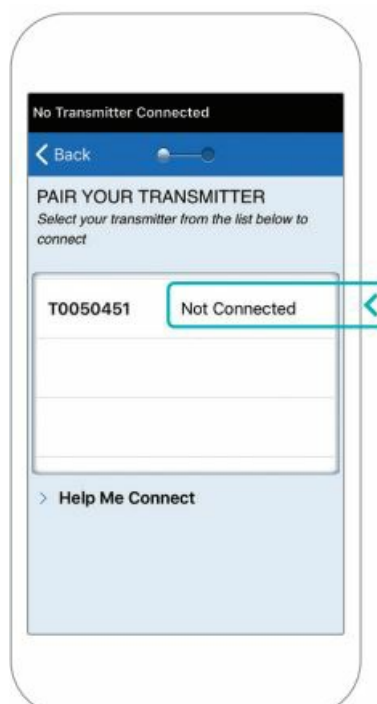 No Transmitter Connected
Back
PAIR YOUR TRANSMITTER
Select your transmitter from the list below to
connect
T0050451 Not Connected
Help Me Connect